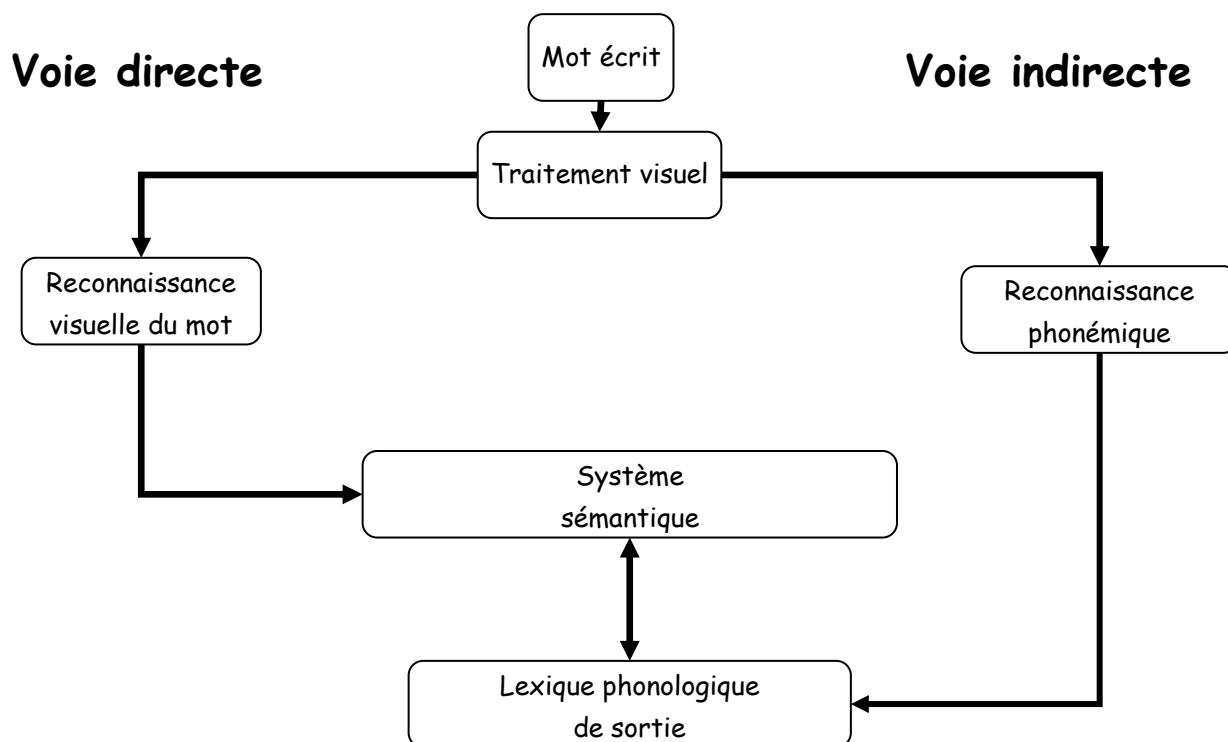 Mot écrit
Voie directe
Voie indirecte
Traitement visuel
Reconnaissance
visuelle du mot
Reconnaissance
phonémique
Système
sémantique
Lexique phonologique
de sortie